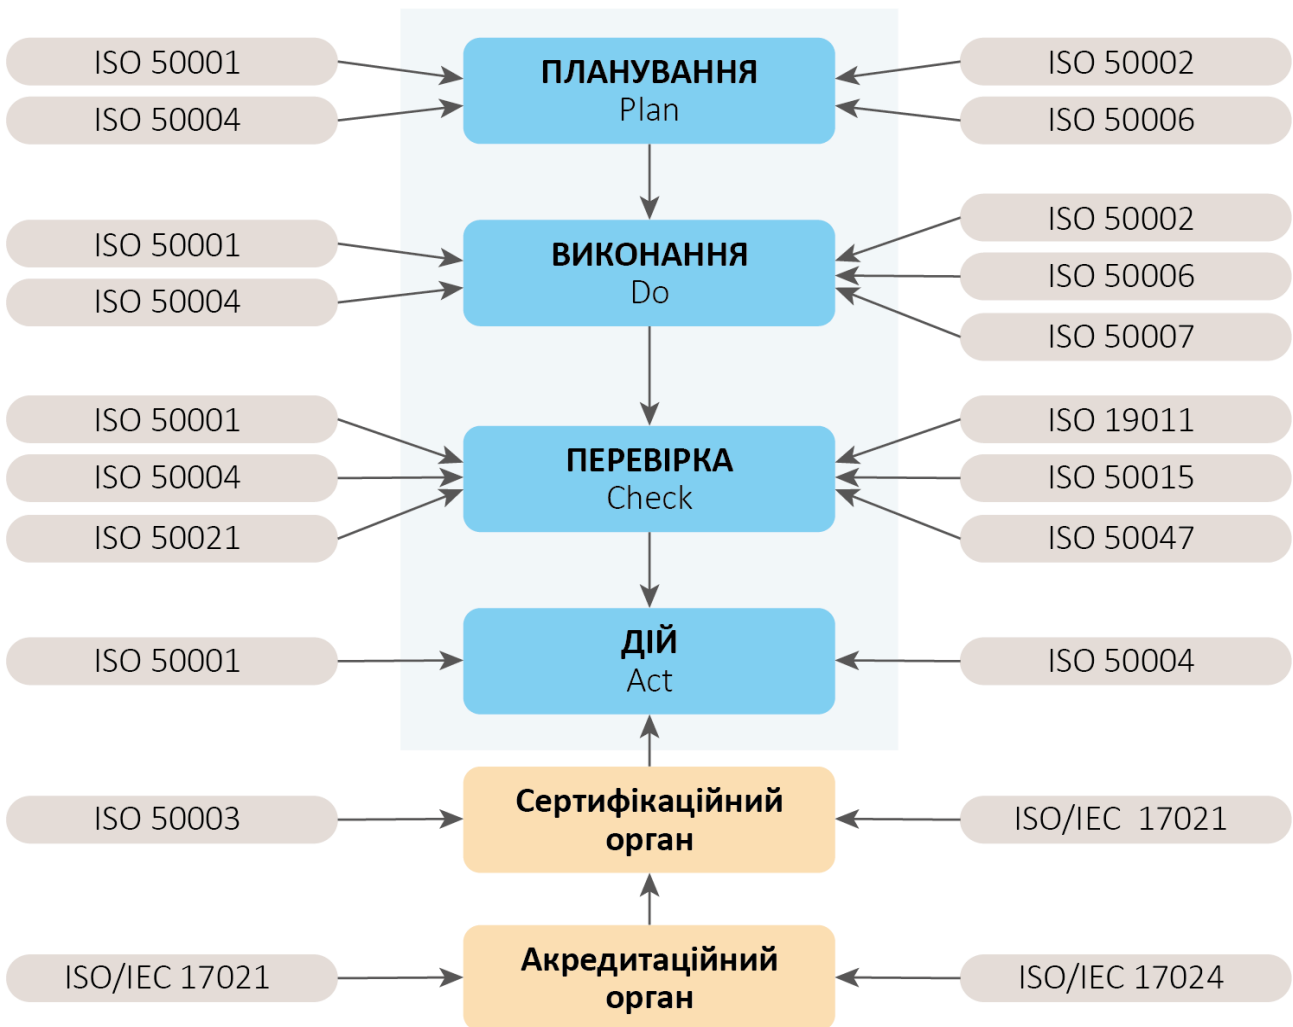 ISO 50001
ISO 50004
ПЛАНУВАННЯ
Plan
ISO 50002
ISO 50006
ISO 50001
ISO 50004
ВИКОНАННЯ
Do
ISO 50002
ISO 50006
ISO 50007
ISO 50001
ISO 50004
ISO 50021
ПЕРЕВІРКА
Check
ISO 19011
ISO 50015
ISO 50047
ISO 50001
ДІЙ
Act
ISO 50004
ISO 50003
Сертифікаційний
орган
ISO/IEC 17021
ISO/IEC 17021
Акредитаційний
орган
ISO/IEC 17024